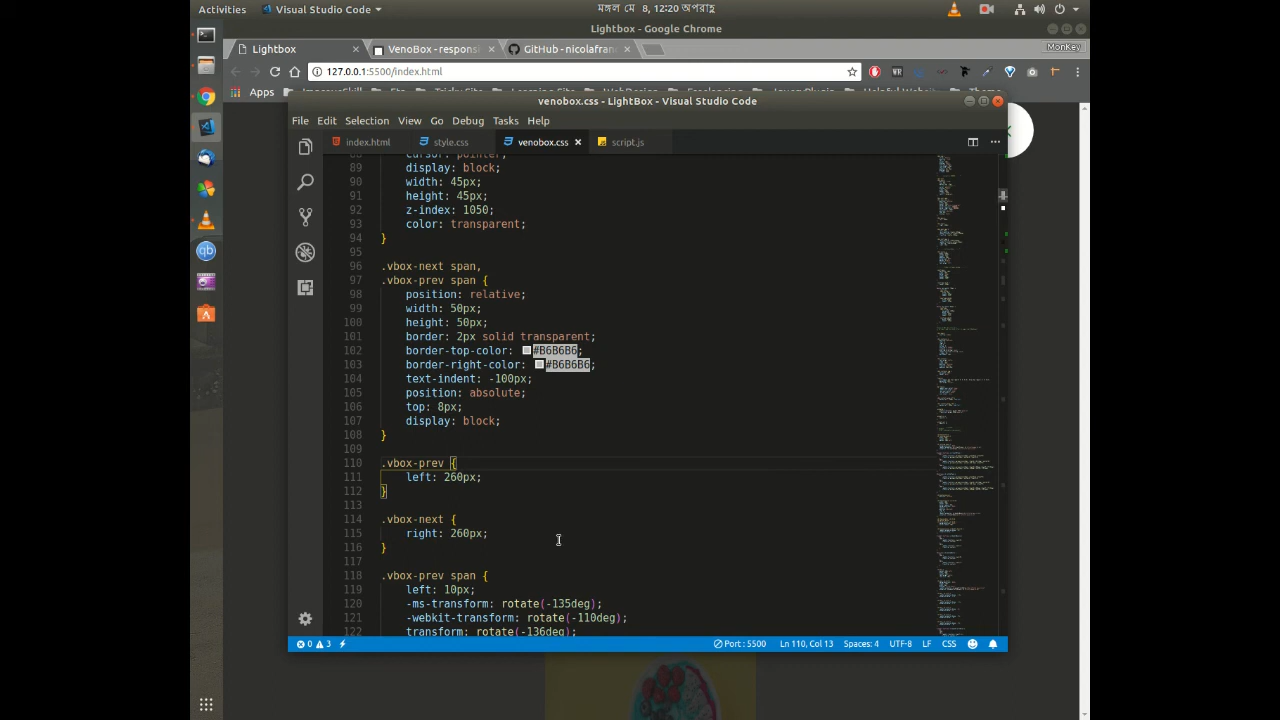 Activities
Visual Studio Code
মঙ্গল মে 8, 12:20 অপরাহ্ণ
Lightbox - Google Chrome
Lightbox
VenoBox - responsi
GitHub - nicolafran
MonKey
127.0.0.1:5500/index.html
Apps
venobox.css - LightBox - Visual Studio Code
File Edit Selection View Go Debug Tasks Help
index.html
style.css
venobox.css
script.js
cursor: pointer;
89 display: block;
90 width: 45px;
91 height: 45px;
92 z-index: 1050;
93 color: transparent;
94 }
95
96 .vbox-next span,
97 .vbox-prev span {
98 position: relative;
99 width: 50px;
100 height: 50px;
101 border: 2px solid transparent;
102 border-top-color: #B6B6B6;
103 border-right-color: #B6B6B6;
104 text-indent: -100px;
105 position: absolute;
106 top: 8px;
107 display: block;
108 }
109
110 .vbox-prev {
111 left: 260px;
112 }
113
114 .vbox-next {
115 right: 260px;
116 }
117
118 .vbox-prev span {
119 left: 10px;
120 -ms-transform: rotate(-135deg);
121 -webkit-transform: rotate(-110deg);
122 transform: rotate(-136deg);
0 3 Port : 5500 Ln 110, Col 13 Spaces: 4 UTF-8 LF CSS